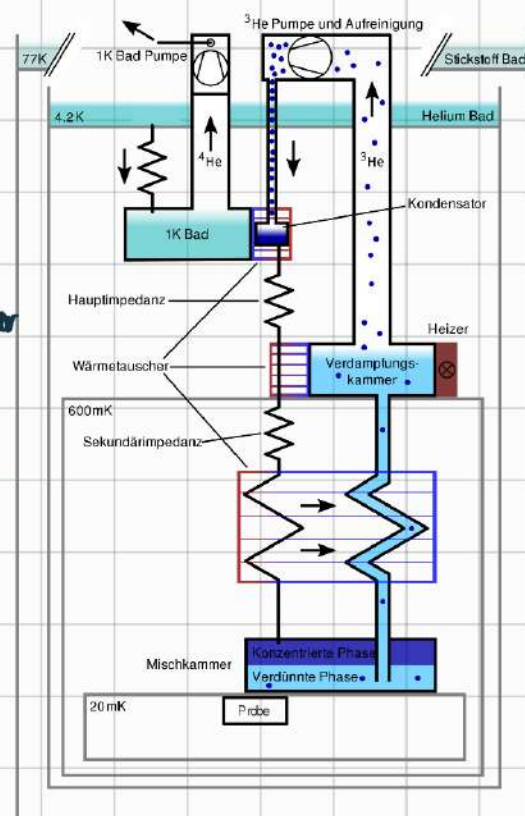 ³He Pumpe und Aufreinigung
1K Bad Pumpe
77K
Stickstoff Bad
4.2K
Helium Bad
⁴He
³He
Kondensator
1K Bad
Hauptimpedanz
Heizer
Wärmetauscher
Verdampfungs-
kammer
600mK
Sekundärimpedanz
Konzentrierte Phase
Mischkammer
Verdünnte Phase
20mK
Probe